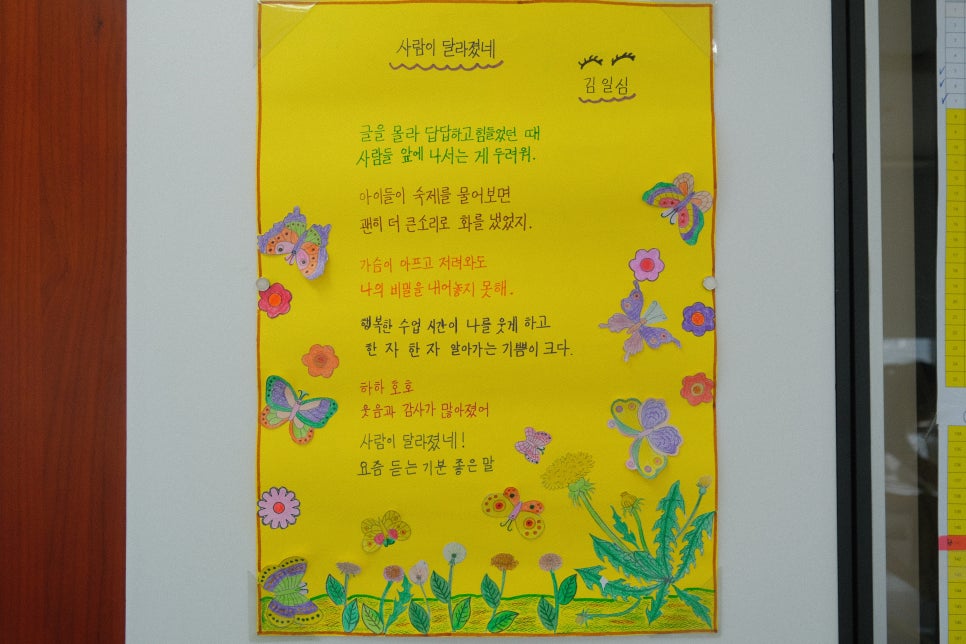 사람이 달라졌네
김일심
글을 몰라 답답하고 힘들었던 때
사람들 앞에 나서는 게 두려워.
아이들이 숙제를 물어보면
괜히 더 큰소리로 화를 냈었지.
가슴이 아프고 저려와도
나의 비밀을 내어놓지 못해.
행복한 수업 시간이 나를 웃게 하고
한 자 한 자 알아가는 기쁨이 크다.
하하 호호
웃음과 감사가 많아졌어
사람이 달라졌네!
요즘 듣는 기분 좋은 말